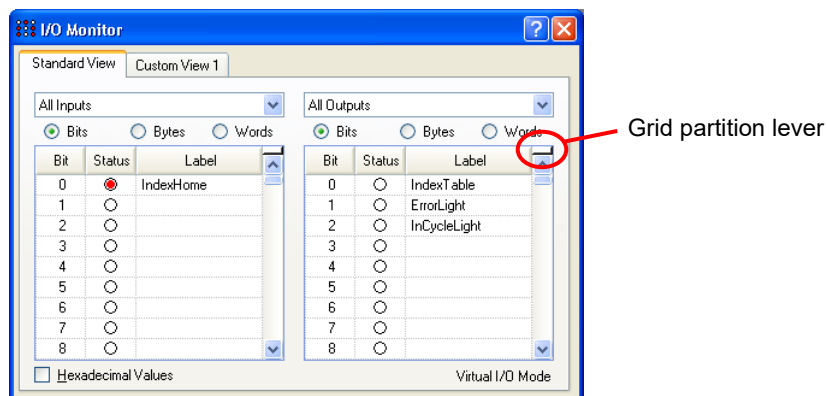 I/O Monitor
Standard View Custom View 1
All Inputs All Outputs
Bits Bytes Words Bits Bytes Words
Grid partition lever
Bit Status Label Bit Status Label
0 IndexHome 0 IndexTable
1 1 ErrorLight
2 2 InCycleLight
3 3
4 4
5 5
6 6
7 7
8 8
Hexadecimal Values Virtual I/O Mode